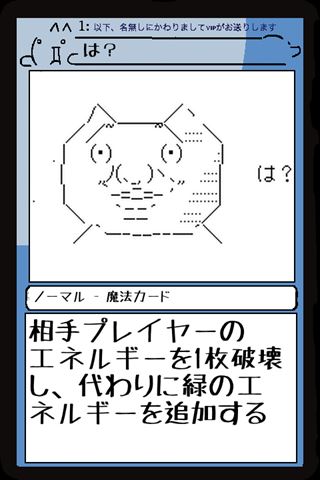 1: 以下、名無しにかわりましてVIPがお送りします
は?
は?
ノーマル - 魔法カード
相手プレイヤーの
エネルギーを1枚破壊
し、代わりに緑のエ
ネルギーを追加する